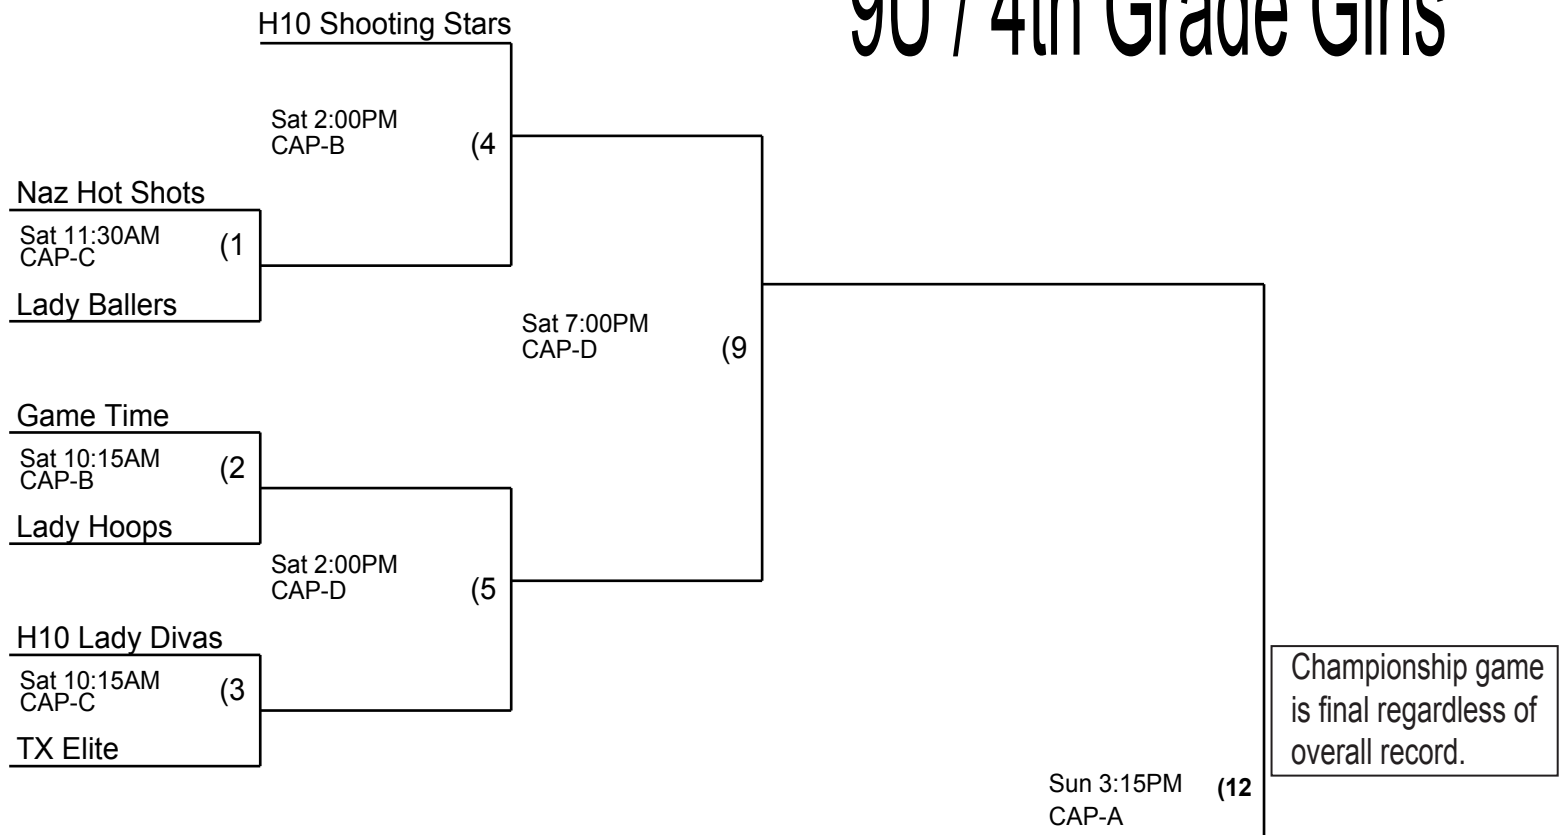 9U / 4th Grade Girls
H10 Shooting Stars
Sat 2:00PM
CAP-B
(4
Naz Hot Shots
Sat 11:30AM
CAP-C
(1
Lady Ballers
Sat 7:00PM
CAP-D
(9
Game Time
Sat 10:15AM
CAP-B
(2
Lady Hoops
Sat 2:00PM
CAP-D
(5
H10 Lady Divas
Sat 10:15AM
CAP-C
(3
TX Elite
Championship game
is final regardless of
overall record.
Sun 3:15PM
CAP-A
(12